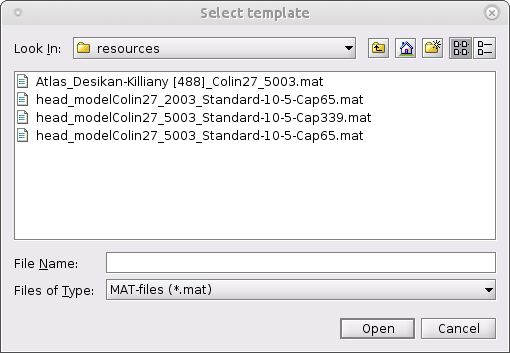 Select template
Look In: resources
Atlas_Desikan-Killiany [488]_Colin27_5003.mat
head_modelColin27_2003_Standard-10-5-Cap65.mat
head_modelColin27_5003_Standard-10-5-Cap339.mat
head_modelColin27_5003_Standard-10-5-Cap65.mat
File Name:
Files of Type: MAT-files (*.mat)
Open Cancel